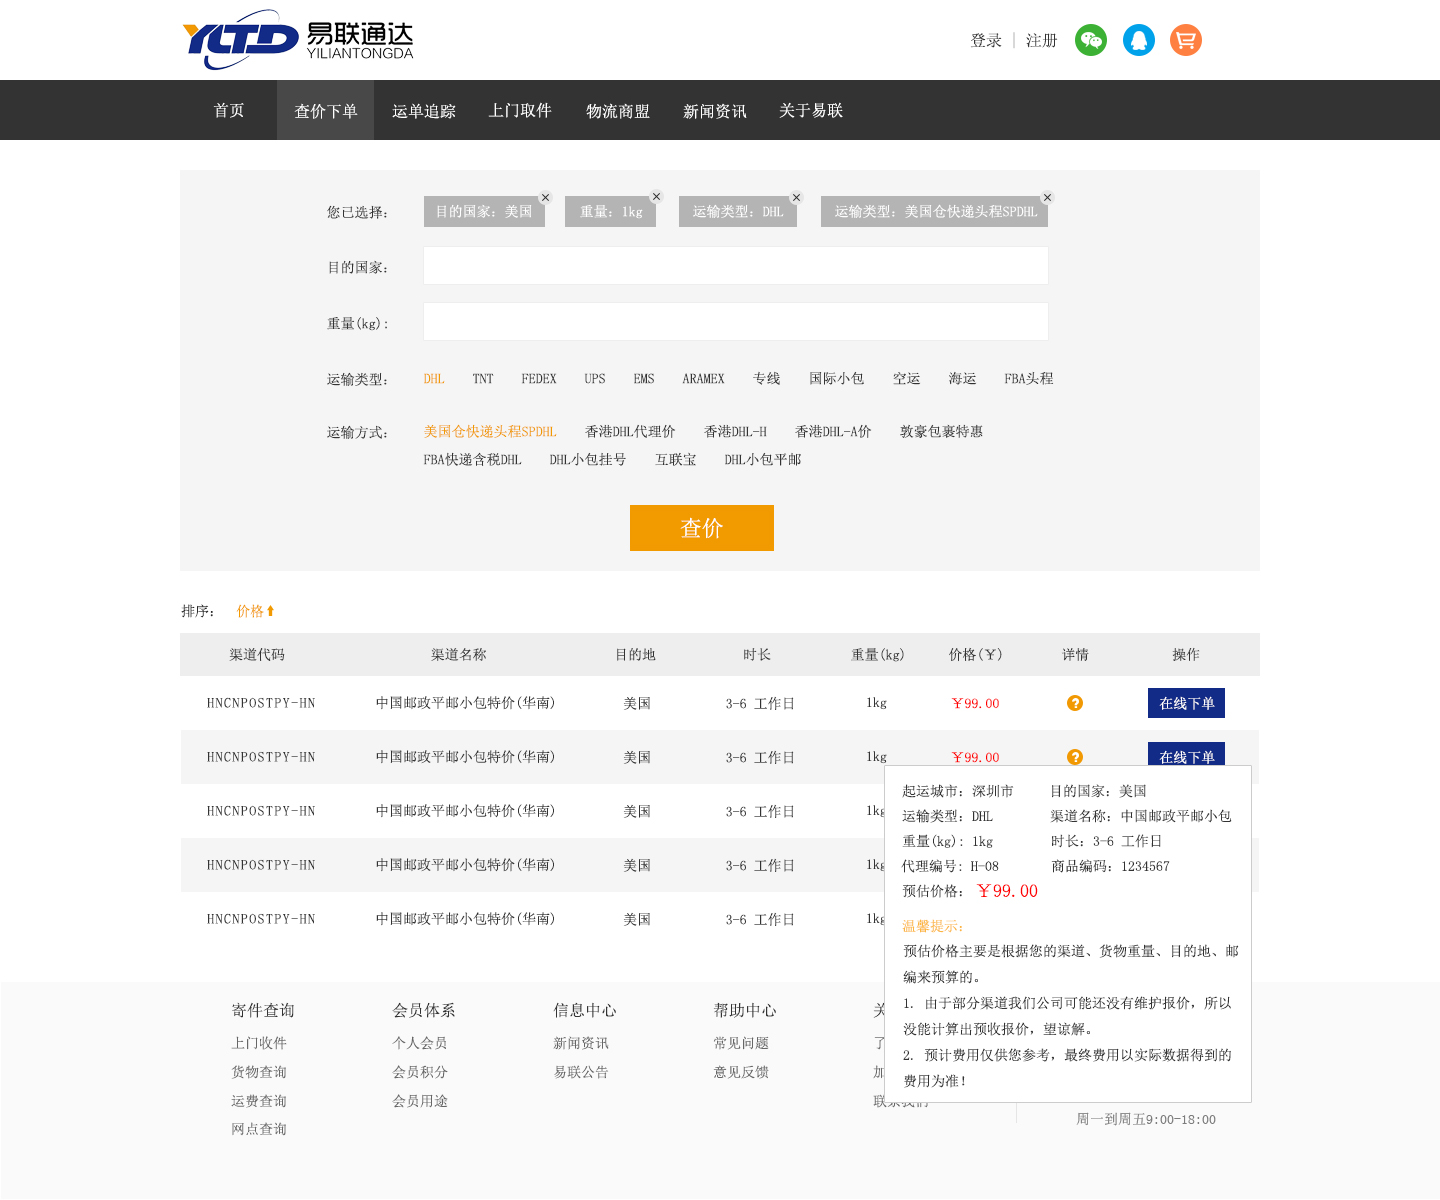 YLTD 易联通达
YILIANTONGDA
登录 | 注册
首页 查价下单 运单追踪 上门取件 物流商盟 新闻资讯 关于易联
您已选择： 目的国家：美国 重量：1kg 运输类型：DHL 运输类型：美国仓快递头程SPDHL
目的国家：
重量(kg):
运输类型： DHL TNT FEDEX UPS EMS ARAMEX 专线 国际小包 空运 海运 FBA头程
运输方式： 美国仓快递头程SPDHL 香港DHL代理价 香港DHL-H 香港DHL-A价 敦豪包裹特惠
FBA快递含税DHL DHL小包挂号 互联宝 DHL小包平邮
查价
排序： 价格
渠道代码 渠道名称 目的地 时长 重量(kg) 价格(￥) 详情 操作
HNCNPOSTPY-HN 中国邮政平邮小包特价(华南) 美国 3-6 工作日 1kg ￥99.00 ? 在线下单
HNCNPOSTPY-HN 中国邮政平邮小包特价(华南) 美国 3-6 工作日 1kg ￥99.00 ? 在线下单
HNCNPOSTPY-HN 中国邮政平邮小包特价(华南) 美国 3-6 工作日 1kg
HNCNPOSTPY-HN 中国邮政平邮小包特价(华南) 美国 3-6 工作日 1kg
HNCNPOSTPY-HN 中国邮政平邮小包特价(华南) 美国 3-6 工作日 1kg
起运城市：深圳市 目的国家：美国
运输类型：DHL 渠道名称：中国邮政平邮小包
重量(kg): 1kg 时长：3-6 工作日
代理编号：H-08 商品编码：1234567
预估价格：￥99.00
温馨提示：
预估价格主要是根据您的渠道、货物重量、目的地、邮
编来预算的。
1. 由于部分渠道我们公司可能还没有维护报价，所以
没能计算出预收报价，望谅解。
2. 预计费用仅供您参考，最终费用以实际数据得到的
费用为准！
寄件查询 会员体系 信息中心 帮助中心 关
上门收件 个人会员 新闻资讯 常见问题 了
货物查询 会员积分 易联公告 意见反馈 加
运费查询 会员用途 联系我们
网点查询
周一到周五9:00-18:00